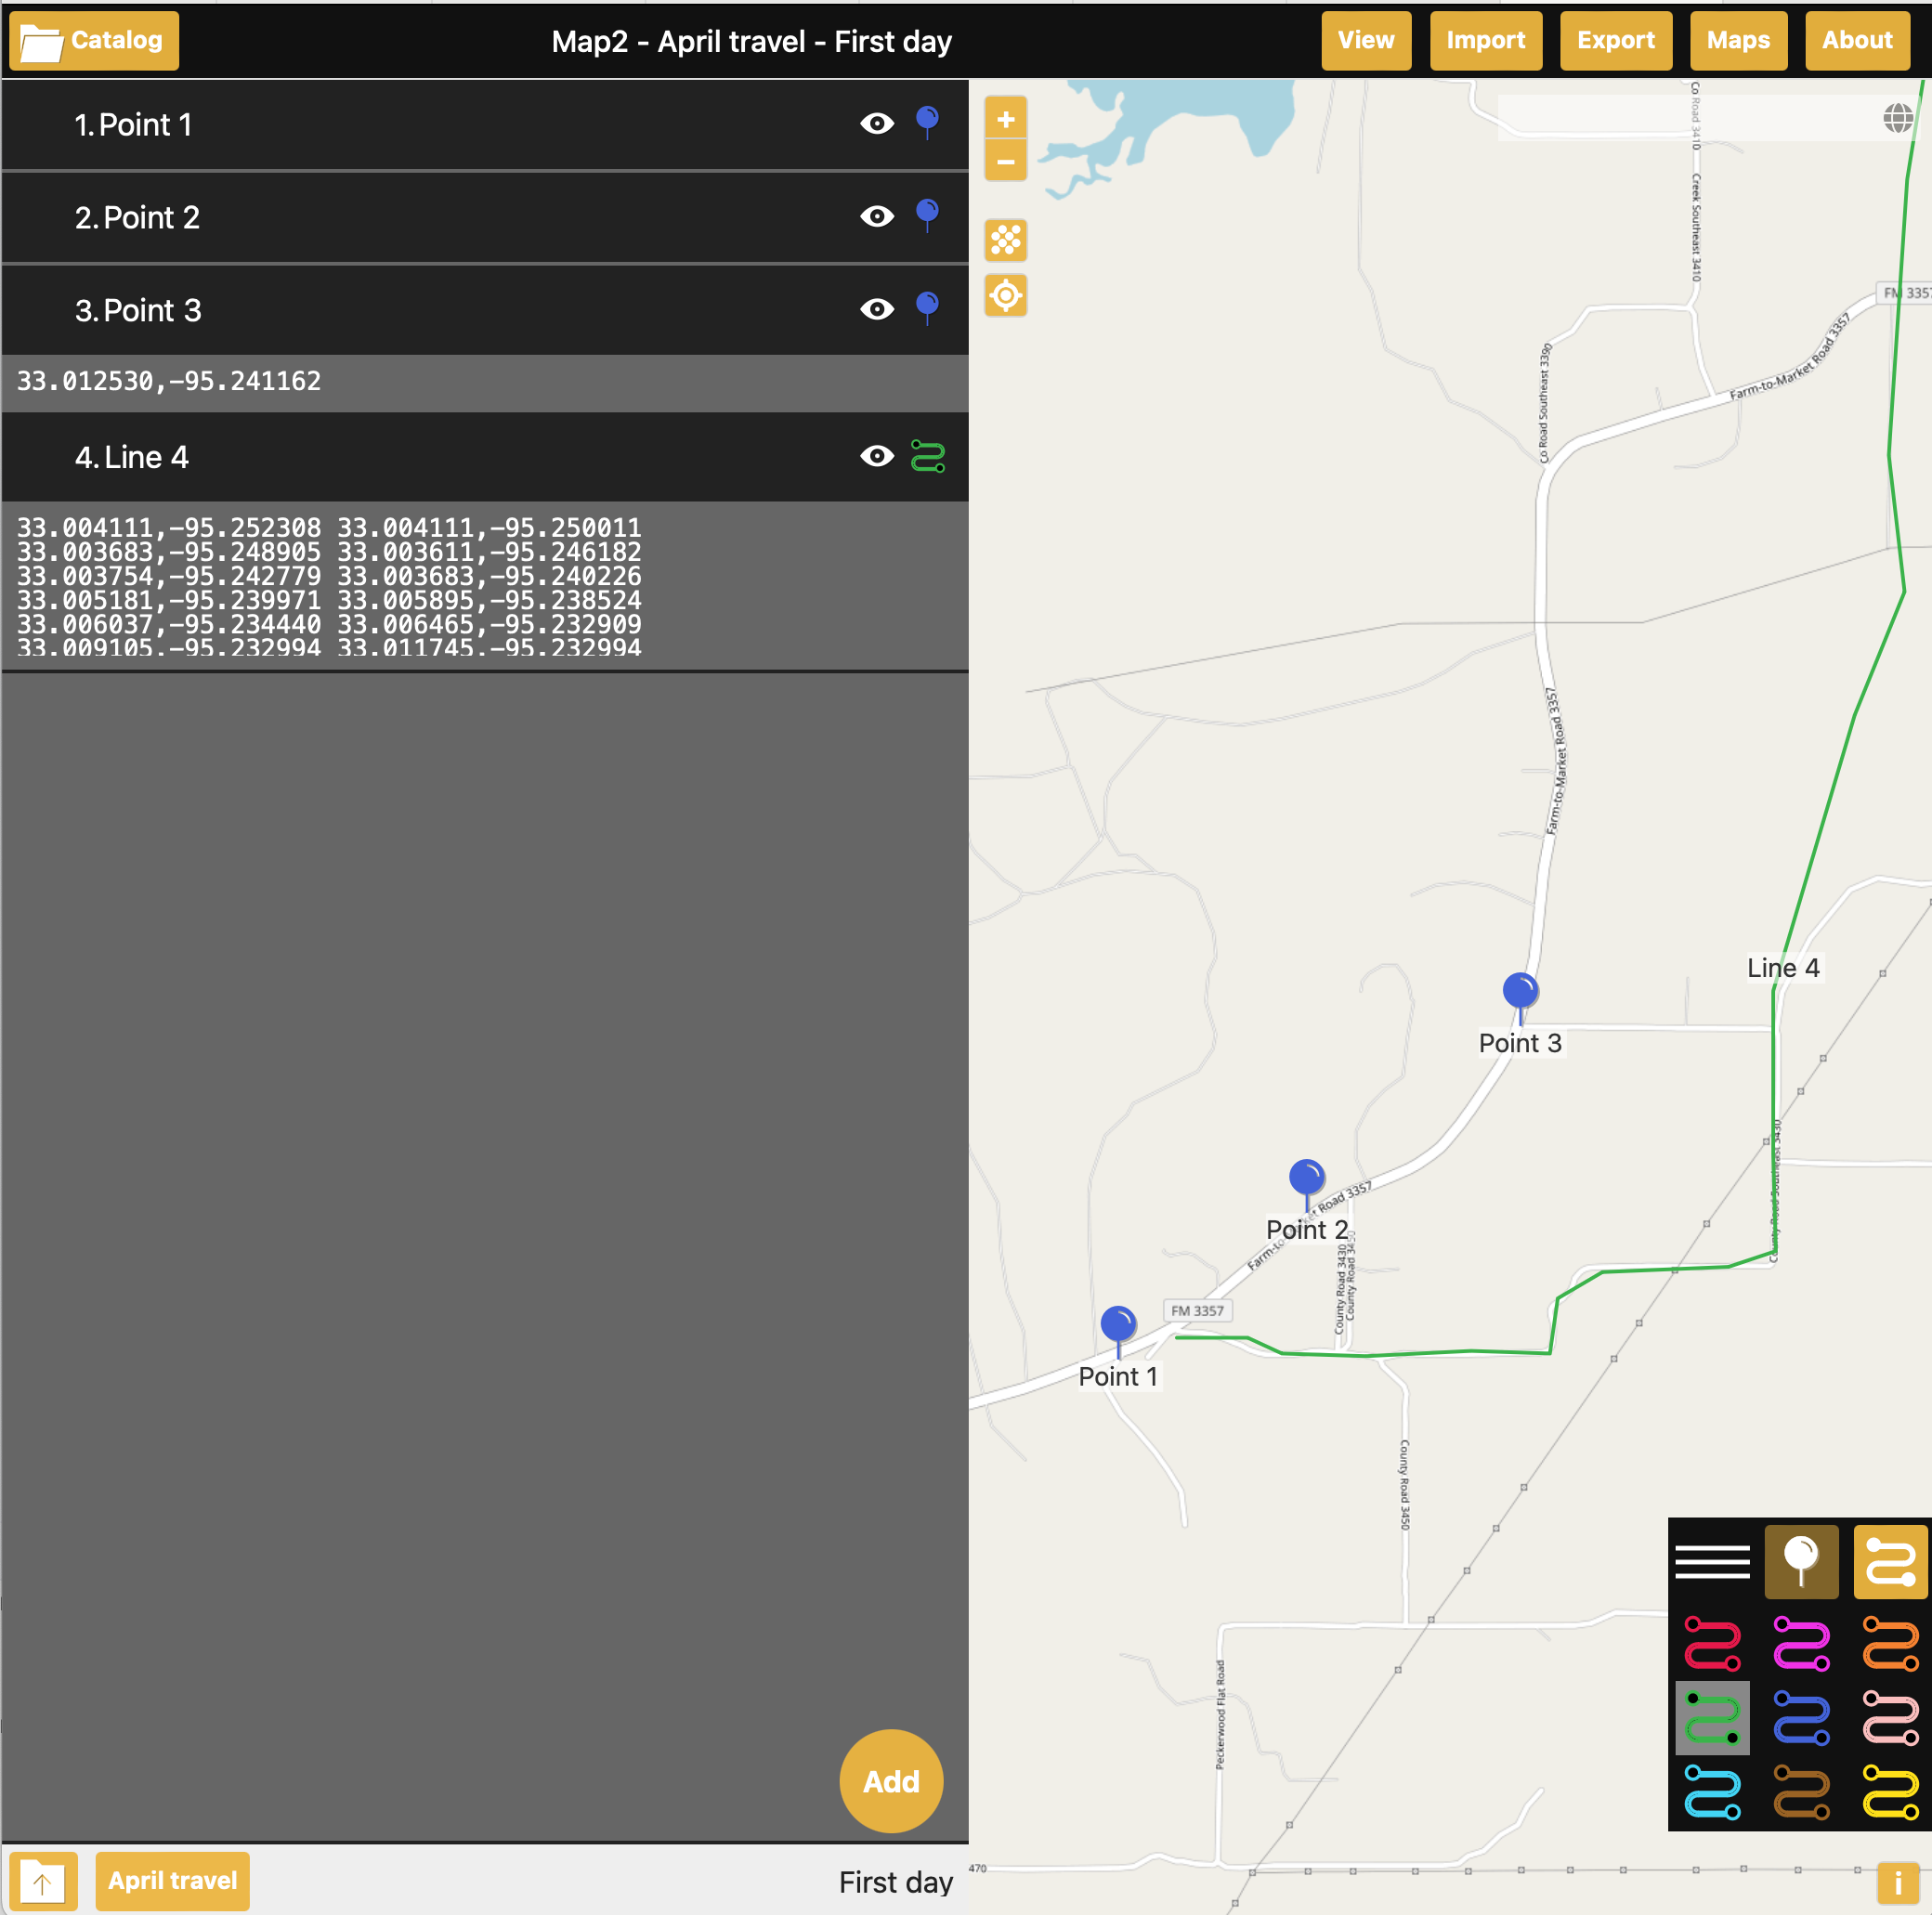 Catalog
Map2 - April travel - First day
View
Import
Export
Maps
About
1. Point 1
2. Point 2
3. Point 3
33.012530,-95.241162
4. Line 4
33.004111,-95.252308 33.004111,-95.250011
33.003683,-95.248905 33.003611,-95.246182
33.003754,-95.242779 33.003683,-95.240226
33.005181,-95.239971 33.005895,-95.238524
33.006037,-95.234440 33.006465,-95.232909
33.009105,-95.232994 33.011745,-95.232994
Add
April travel
First day
+
−
Co Road 3410
Creek Southeast 3410
FM 3357
Farm-to-Market Road 3357
Co Road Southeast 3390
Farm-to-Market Road 3357
Line 4
Point 3
County Road Southeast 3430
Point 2
Road 3357
Farm-to-
County Road 3430
County Road 3430
FM 3357
Point 1
County Road 3450
Peckerwood Flat Road
470
i